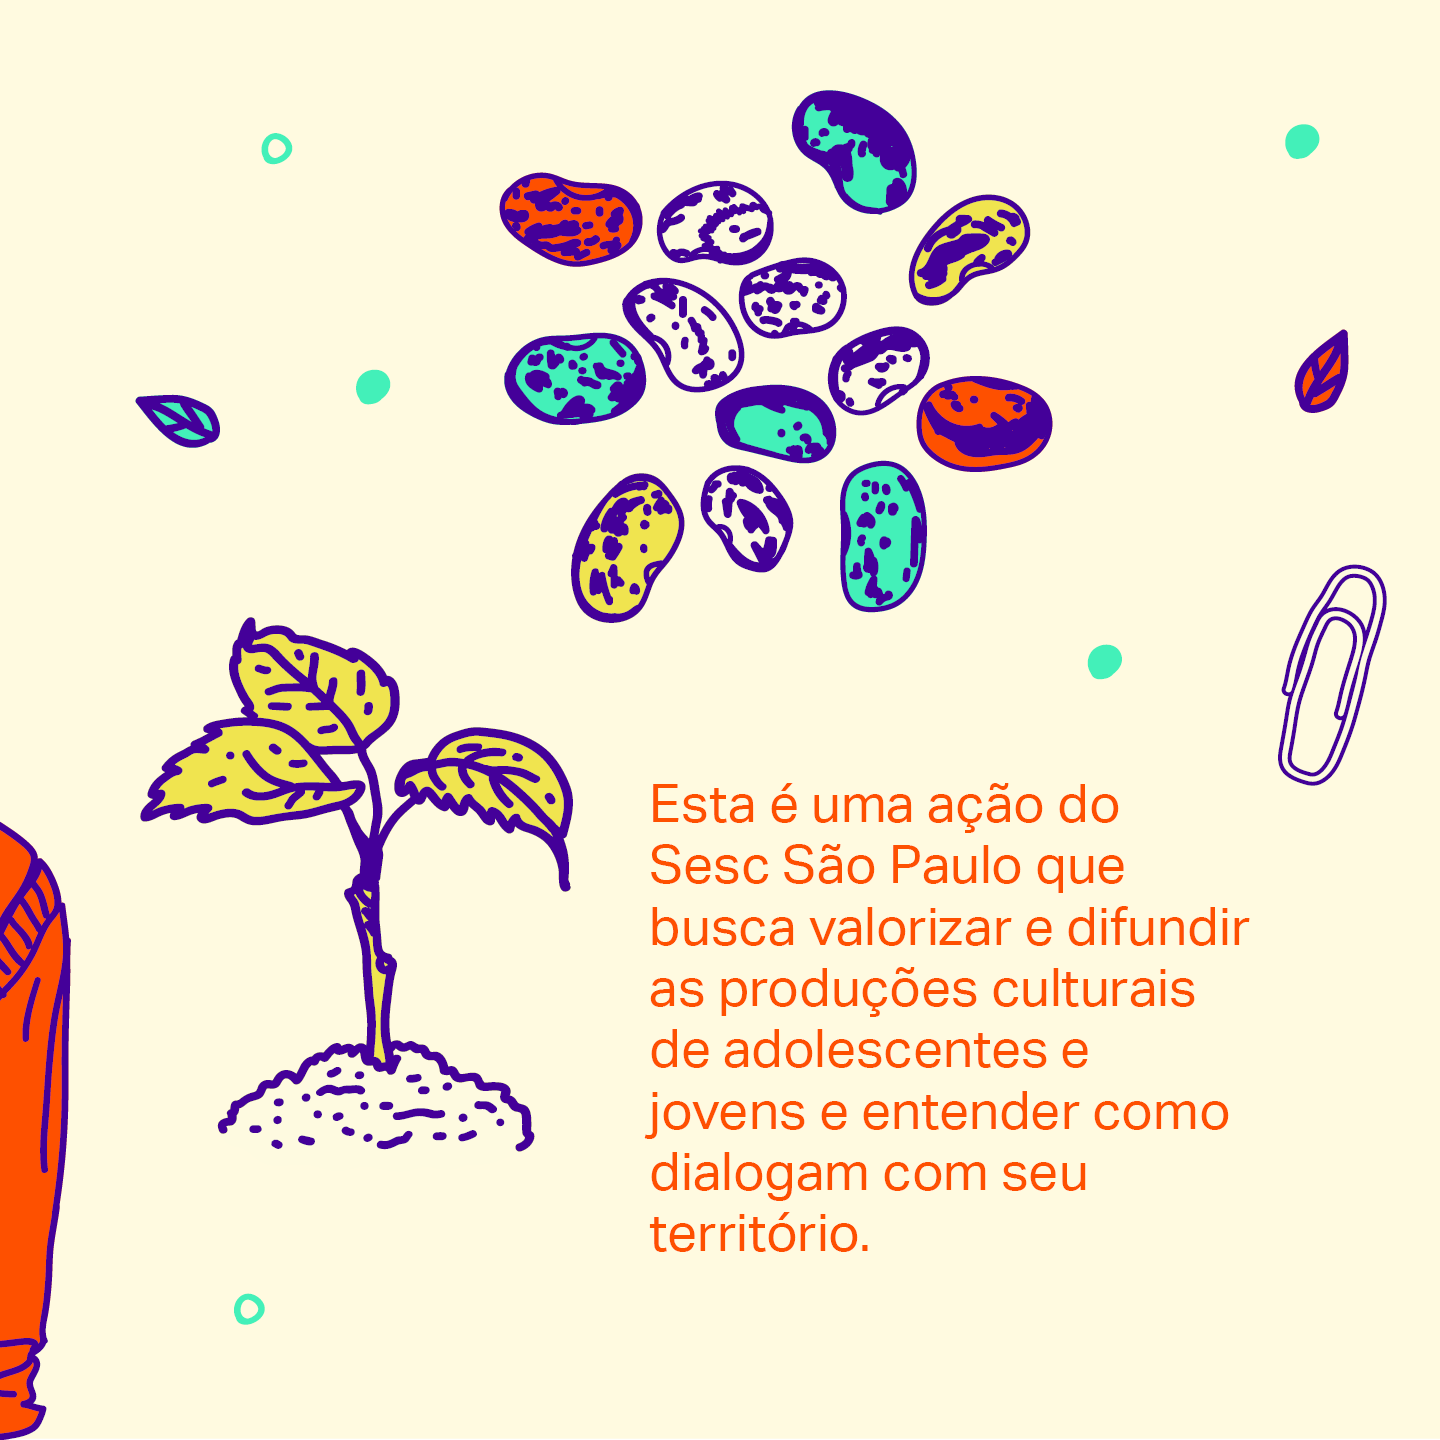 Esta é uma ação do
Sesc São Paulo que
busca valorizar e difundir
as produções culturais
de adolescentes e
jovens e entender como
dialogam com seu
território.